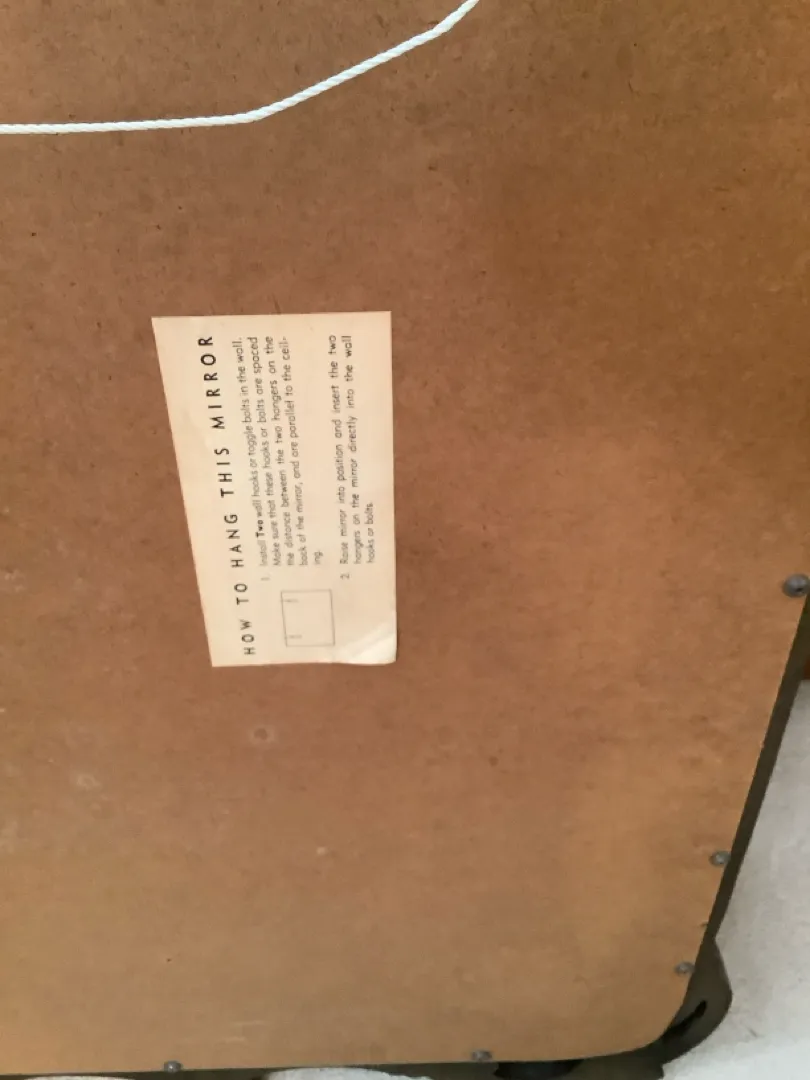 HOW TO HANG THIS MIRROR
1. Install Two wall hooks or toggle bolts in the wall.
Make sure that these hooks or bolts are spaced
the distance between the two hangers on the
back of the mirror, and are parallel to the ceil-
ing.
2. Raise mirror into position and insert the two
hangers on the mirror directly into the wall
hooks or bolts.